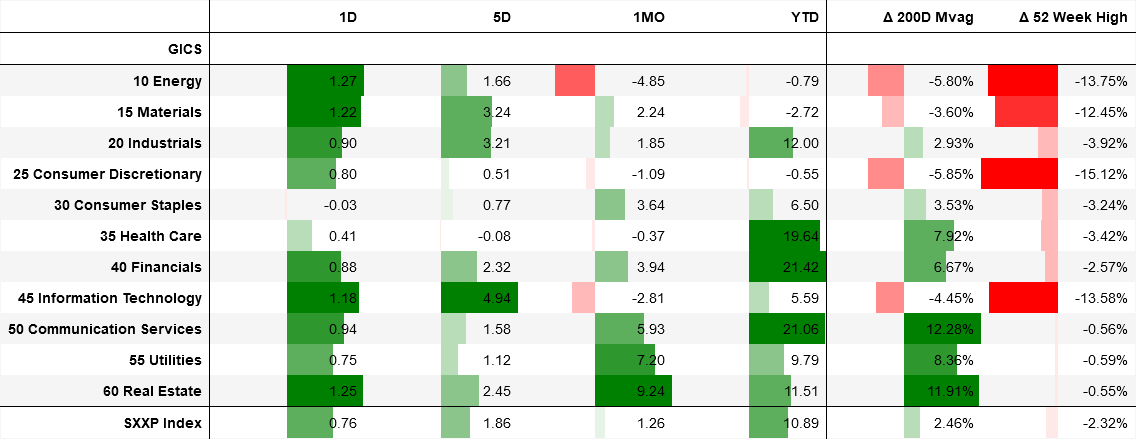 1D 5D 1MO YTD Δ 200D Mvag Δ 52 Week High
GICS
10 Energy 1.27 1.66 -4.85 -0.79 -5.80% -13.75%
15 Materials 1.22 3.24 2.24 -2.72 -3.60% -12.45%
20 Industrials 0.90 3.21 1.85 12.00 2.93% -3.92%
25 Consumer Discretionary 0.80 0.51 -1.09 -0.55 -5.85% -15.12%
30 Consumer Staples -0.03 0.77 3.64 6.50 3.53% -3.24%
35 Health Care 0.41 -0.08 -0.37 19.64 7.92% -3.42%
40 Financials 0.88 2.32 3.94 21.42 6.67% -2.57%
45 Information Technology 1.18 4.94 -2.81 5.59 -4.45% -13.58%
50 Communication Services 0.94 1.58 5.93 21.06 12.28% -0.56%
55 Utilities 0.75 1.12 7.20 9.79 8.36% -0.59%
60 Real Estate 1.25 2.45 9.24 11.51 11.91% -0.55%
SXXP Index 0.76 1.86 1.26 10.89 2.46% -2.32%